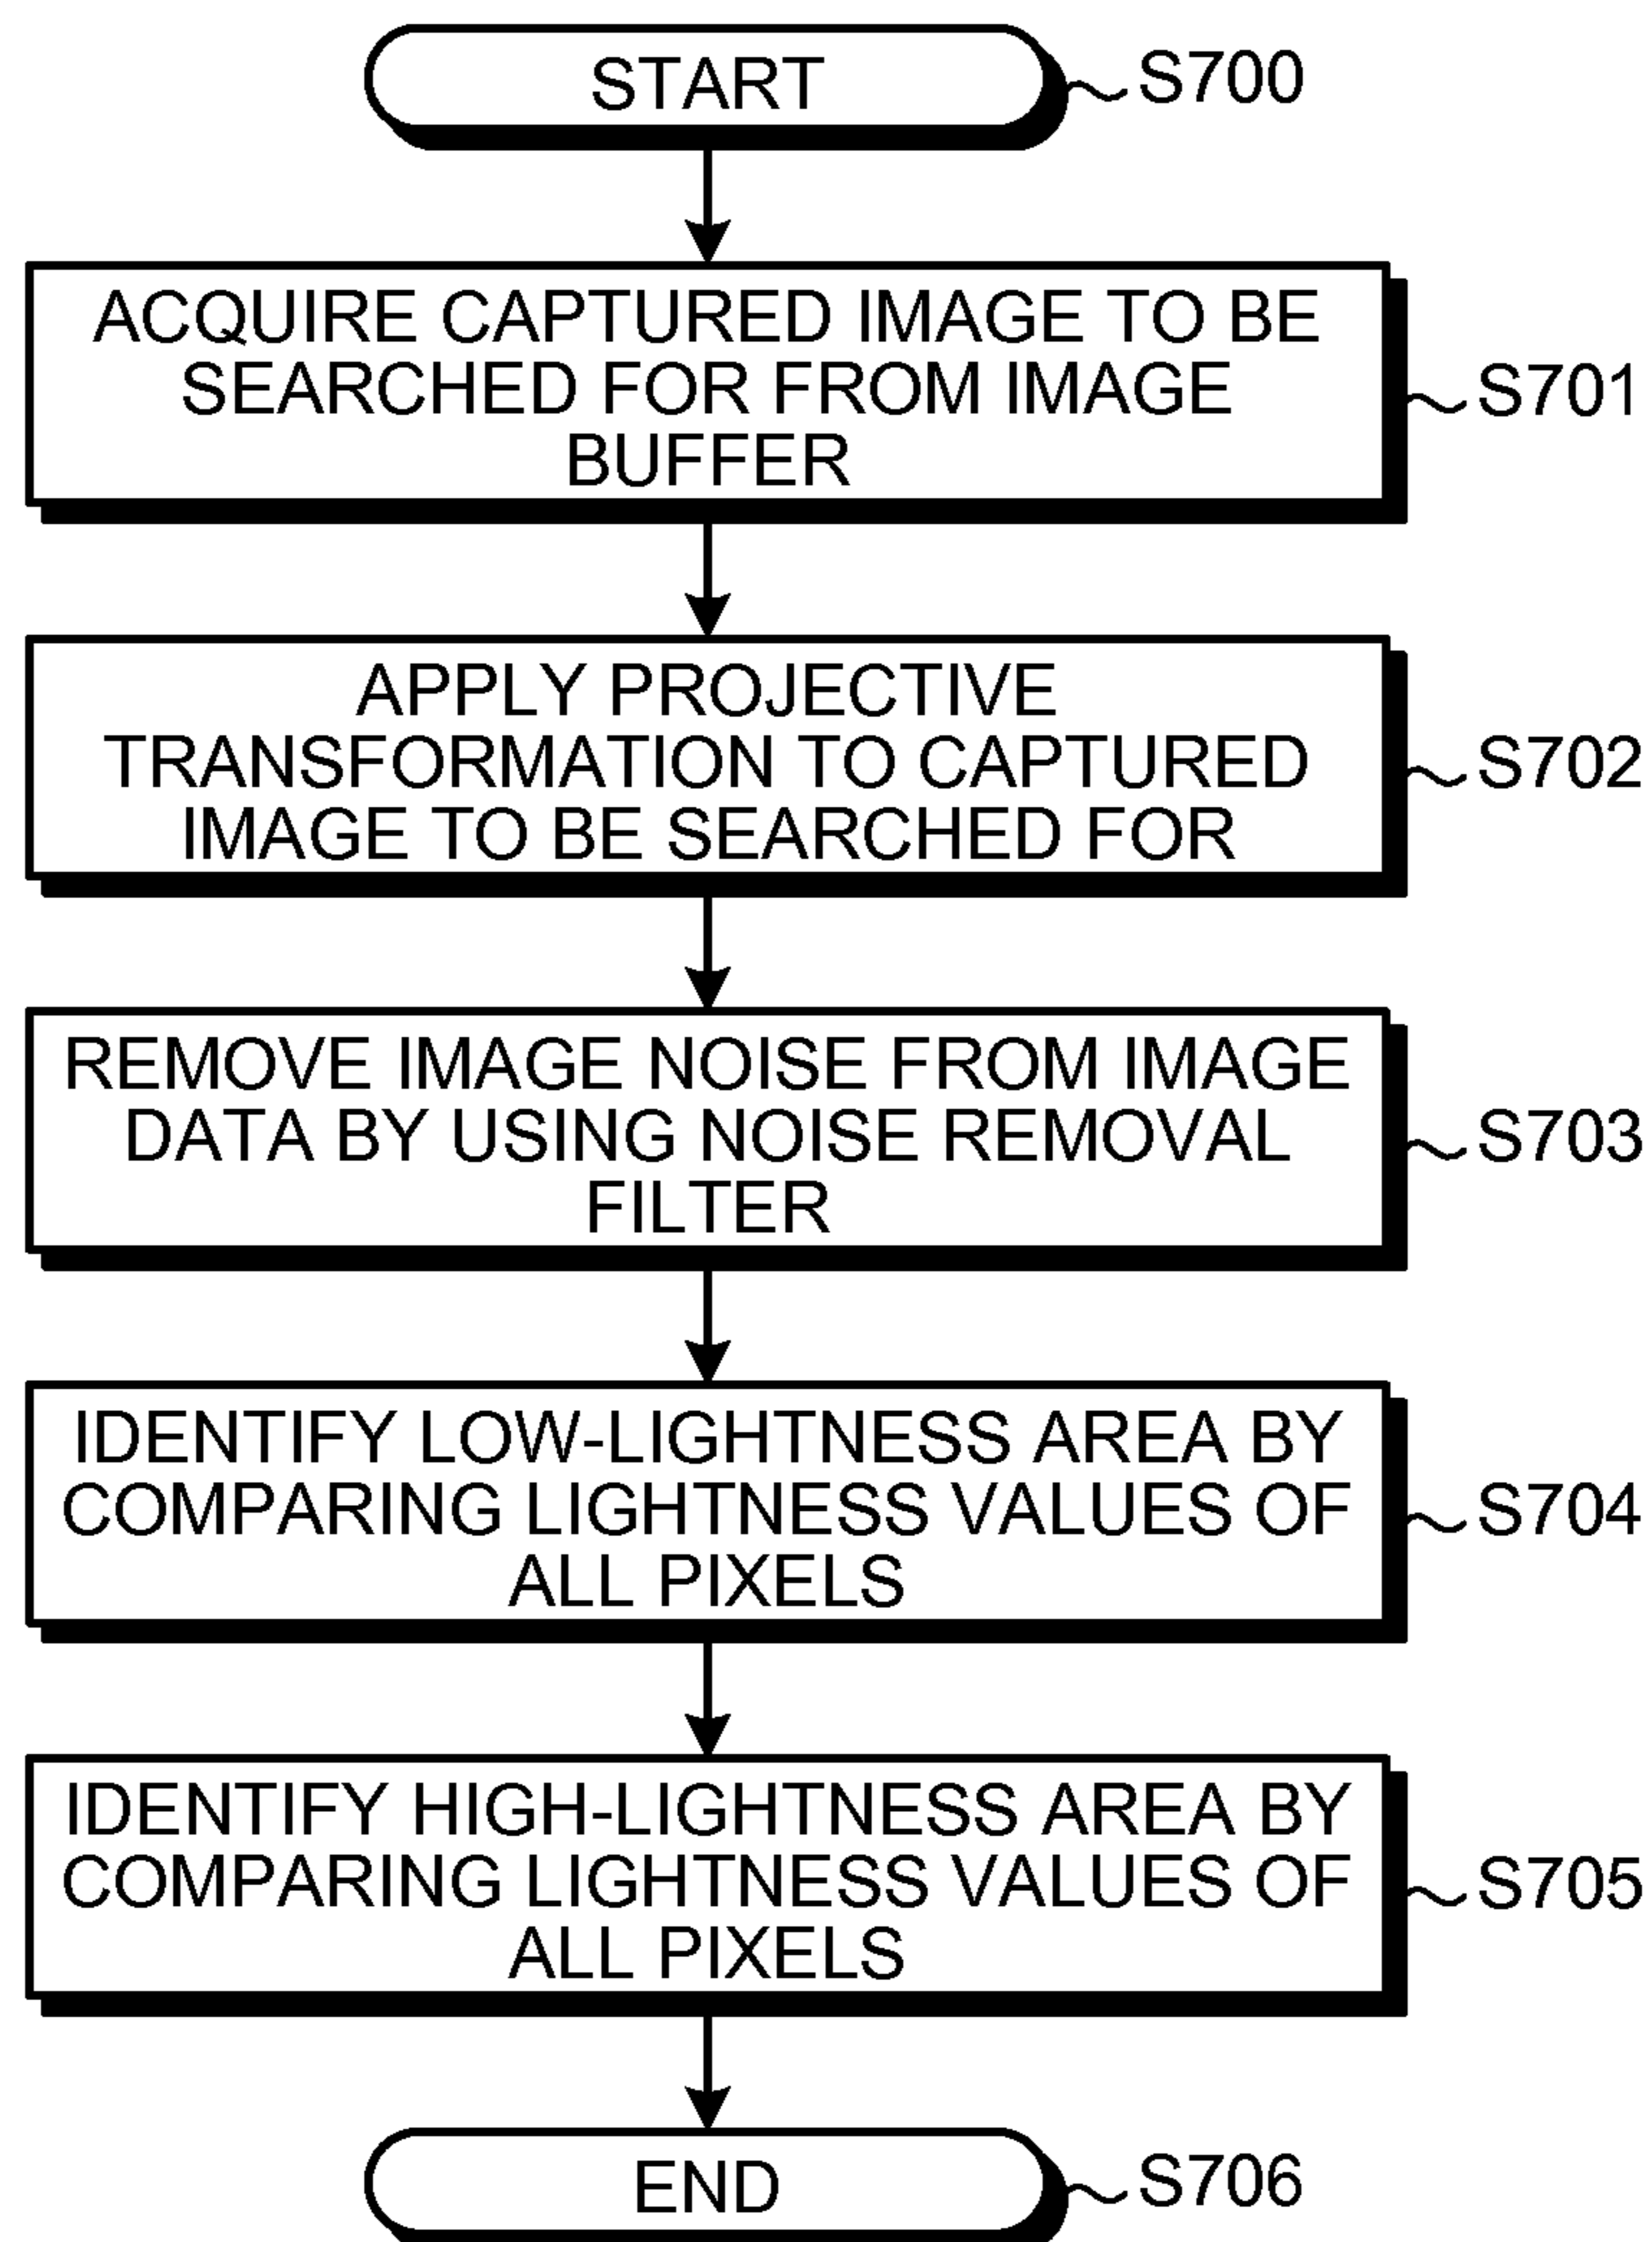 START
S700
ACQUIRE CAPTURED IMAGE TO BE
SEARCHED FOR FROM IMAGE
BUFFER
S701
APPLY PROJECTIVE
TRANSFORMATION TO CAPTURED
IMAGE TO BE SEARCHED FOR
S702
REMOVE IMAGE NOISE FROM IMAGE
DATA BY USING NOISE REMOVAL
FILTER
S703
IDENTIFY LOW-LIGHTNESS AREA BY
COMPARING LIGHTNESS VALUES OF
ALL PIXELS
S704
IDENTIFY HIGH-LIGHTNESS AREA BY
COMPARING LIGHTNESS VALUES OF
ALL PIXELS
S705
END
S706